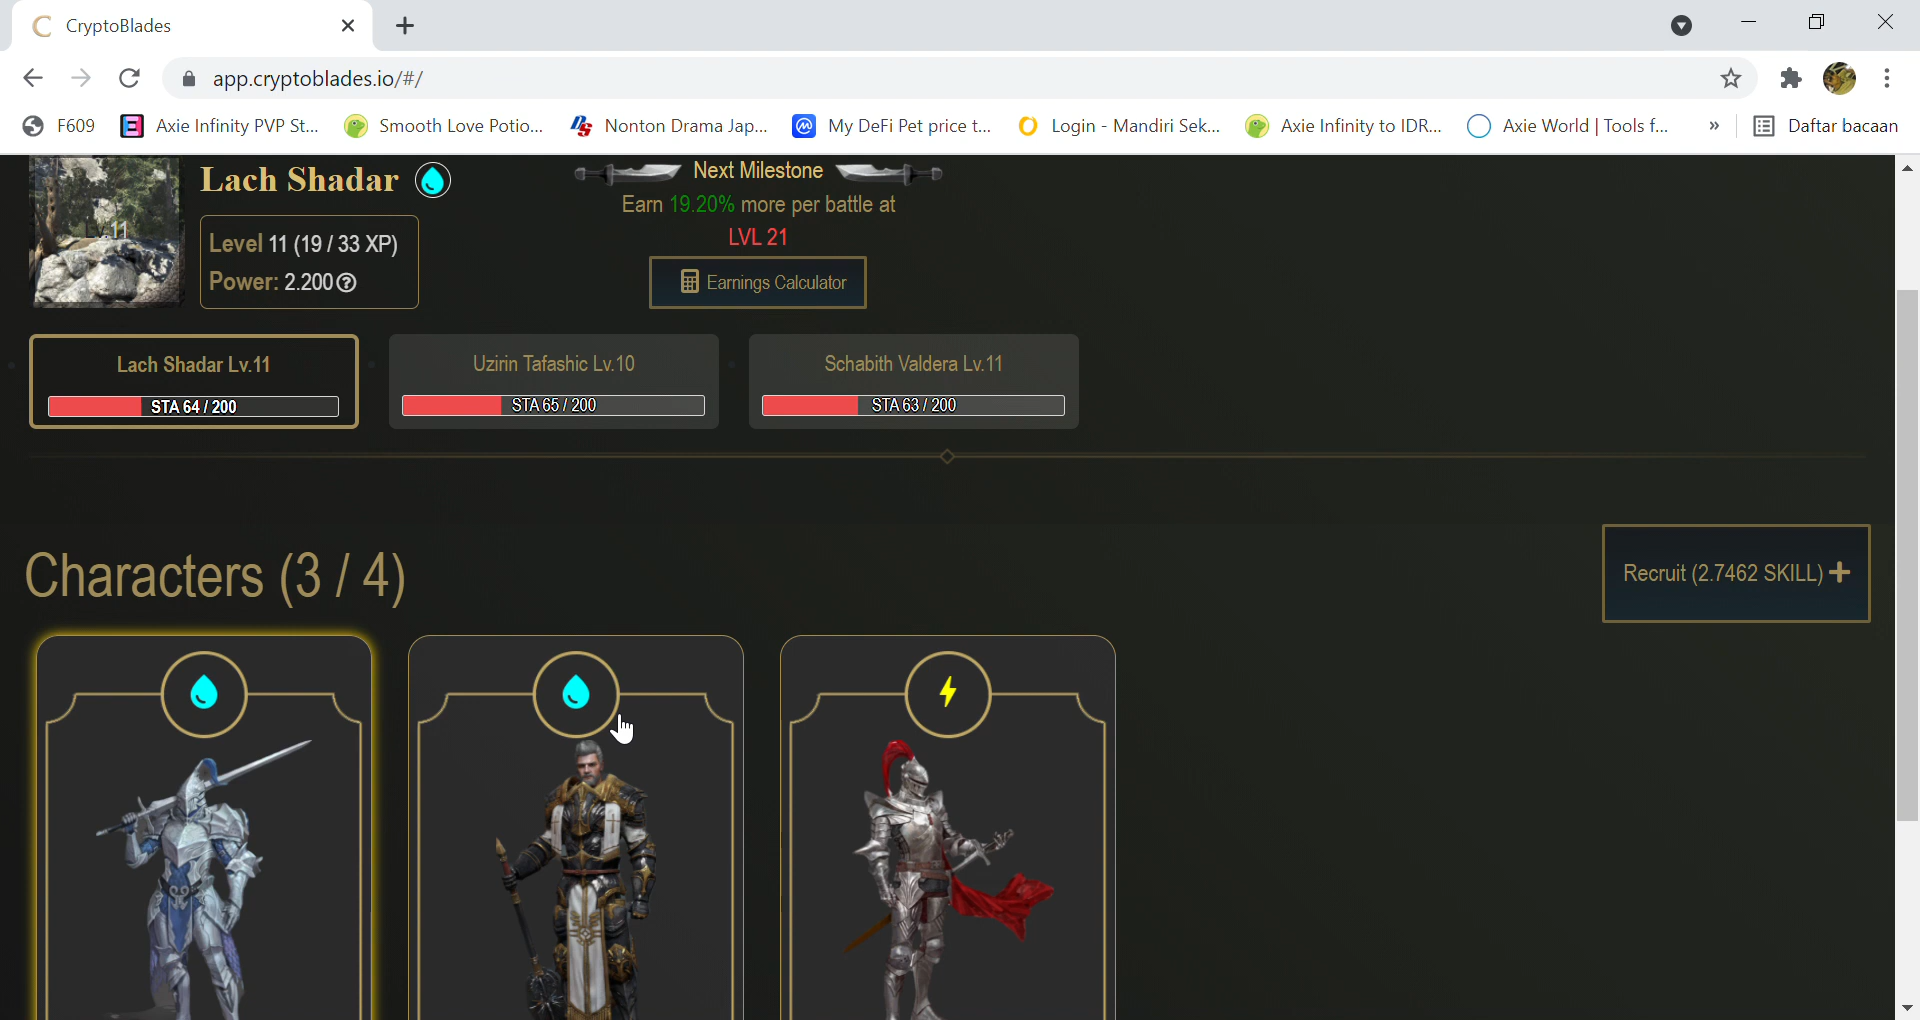 CryptoBlades
app.cryptoblades.io/#/
F609
Axie Infinity PVP St...
Smooth Love Potio...
Nonton Drama Jap...
My DeFi Pet price t...
Login - Mandiri Sek...
Axie Infinity to IDR...
Axie World | Tools f...
»
Daftar bacaan
Lv.11
Lach Shadar
Level 11 (19 / 33 XP)
Power: 2.200
Next Milestone
Earn 19.20% more per battle at
LVL 21
Earnings Calculator
Lach Shadar Lv.11
STA 64 / 200
Uzirin Tafashic Lv.10
STA 65 / 200
Schabith Valdera Lv.11
STA 63 / 200
Characters (3 / 4)
Recruit (2.7462 SKILL) +